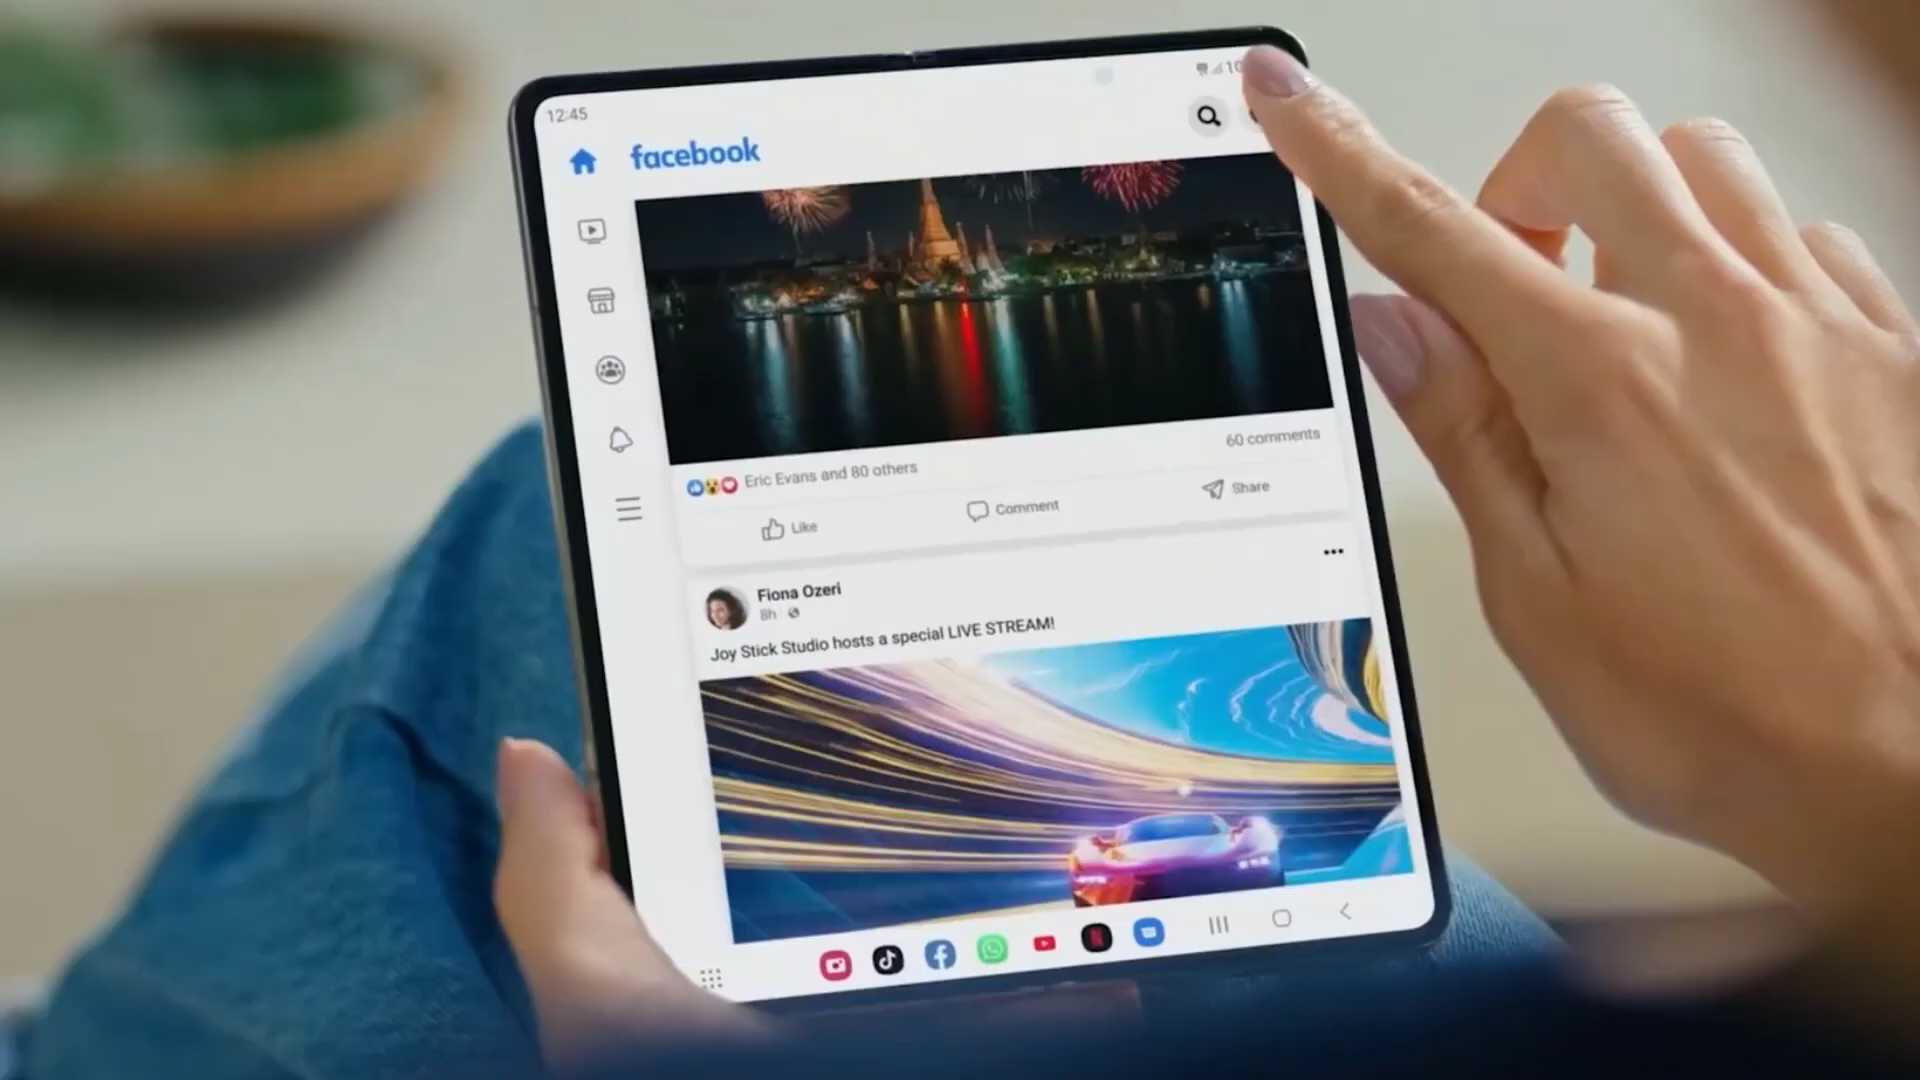 12:45
10
facebook
60 comments
Eric Evans and 80 others
Like
Comment
Share
Fiona Ozeri
8h
Joy Stick Studio hosts a special LIVE STREAM!